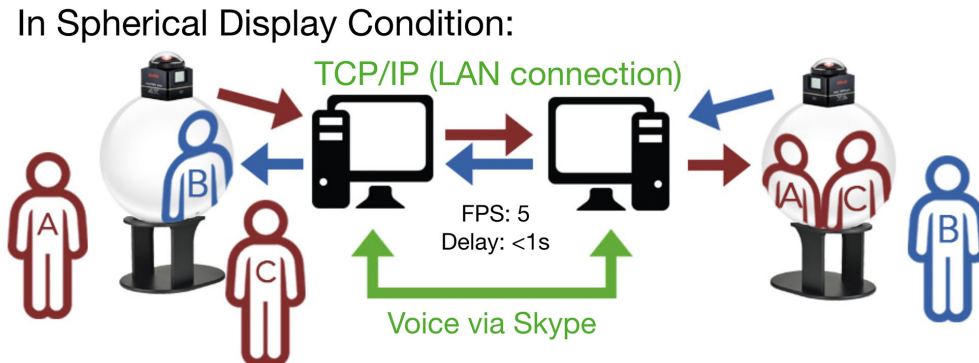 In Spherical Display Condition:
TCP/IP (LAN connection)
B
A
C
FPS: 5
Delay: <1s
A
C
B
Voice via Skype